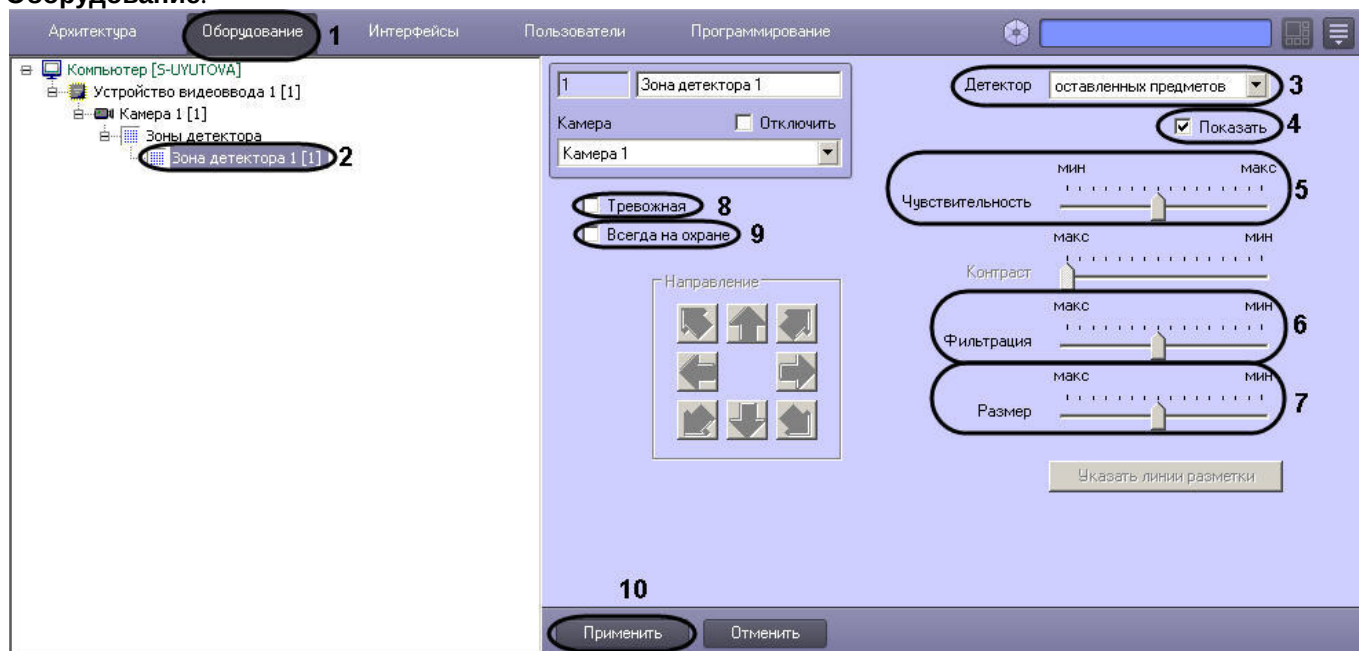 Оборудование.
Архитектура Оборудование 1 Интерфейсы Пользователи Программирование
Компьютер [S-UYUTOVA]
Устройство видеоввода 1 [1]
Камера 1 [1]
Зоны детектора
Зона детектора 1 [1] 2
1 Зона детектора 1
Камера Отключить
Камера 1
Тревожная 8
Всегда на охране 9
Направление
Детектор оставленных предметов 3
Показать 4
мин макс
Чувствительность 5
макс мин
Контраст
макс мин
Фильтрация 6
макс мин
Размер 7
Указать линии разметки
10
Применить Отменить